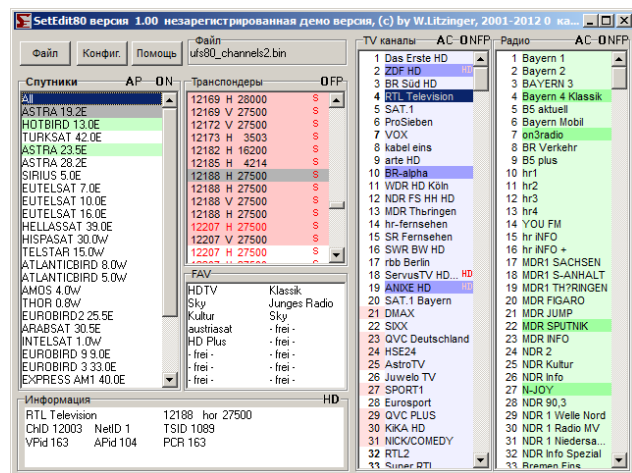 SetEdit80 версия 1.00 незарегистрированная демо версия, (c) by W.Litzinger, 2001-2012 0 ка...
Файл
Конфиг.
Помощь
Файл
ufs80_channels2.bin
Спутники AP ON
All
ASTRA 19.2E
HOTBIRD 13.0E
TURKSAT 42.0E
ASTRA 23.5E
ASTRA 28.2E
SIRIUS 5.0E
EUTELSAT 7.0E
EUTELSAT 10.0E
EUTELSAT 16.0E
HELLASSAT 39.0E
HISPASAT 30.0W
TELSTAR 15.0W
ATLANTICBIRD 8.0W
ATLANTICBIRD 5.0W
AMOS 4.0W
THOR 0.8W
EUROBIRD2 25.5E
ARABSAT 30.5E
INTELSAT 1.0W
EUROBIRD 9 9.0E
EUROBIRD 3 33.0E
EXPRESS AM1 40.0E
Транспондеры OFP
12169 H 28000 S
12169 V 27500 S
12172 V 27500 S
12173 H 3503 S
12182 H 16200 S
12185 H 4214 S
12188 H 27500 S
12188 V 27500 S
12188 H 27500 S
12188 V 27500 S
12207 H 27500 S
12207 V 27500 S
12207 H 27500 S
FAV
HDTV Klassik
Sky Junges Radio
Kultur Sky
austriasat - frei -
HD Plus - frei -
- frei - - frei -
- frei - - frei -
- frei - - frei -
TV каналы AC ONFP
1 Das Erste HD
2 ZDF HD HD
3 BR Süd HD
4 RTL Television
5 SAT.1
6 ProSieben
7 VOX
8 kabel eins
9 arte HD
10 BR-alpha
11 WDR HD Köln
12 NDR FS HH HD
13 MDR Thьringen
14 hr-fernsehen
15 SR Fernsehen
16 SWR BW HD
17 rbb Berlin
18 ServusTV HD... HD
19 ANIXE HD HD
20 SAT.1 Bayern
21 DMAX
22 SIXX
23 QVC Deutschland
24 HSE24
25 AstroTV
26 Juwelo TV
27 SPORT1
28 Eurosport
29 QVC PLUS
30 KiKA HD
31 NICK/COMEDY
32 RTL2
33 Super RTL
Радио AC ONFP
1 Bayern 1
2 Bayern 2
3 BAYERN 3
4 Bayern 4 Klassik
5 B5 aktuell
6 Bayern Mobil
7 on3radio
8 BR Verkehr
9 B5 plus
10 hr1
11 hr2
12 hr3
13 hr4
14 YOU FM
15 hr iNFO
16 hr iNFO +
17 MDR1 SACHSEN
18 MDR1 S-ANHALT
19 MDR1 TH?RINGEN
20 MDR FIGARO
21 MDR JUMP
22 MDR SPUTNIK
23 MDR INFO
24 NDR 2
25 NDR Kultur
26 NDR Info
27 N-JOY
28 NDR 90,3
29 NDR 1 Welle Nord
30 NDR 1 Radio MV
31 NDR 1 Niedersa...
32 NDR Info Spezial
33 Bremen Eins
Информация HD
RTL Television 12188 hor 27500
ChID 12003 NetID 1 TSID 1089
VPid 163 APid 104 PCR 163